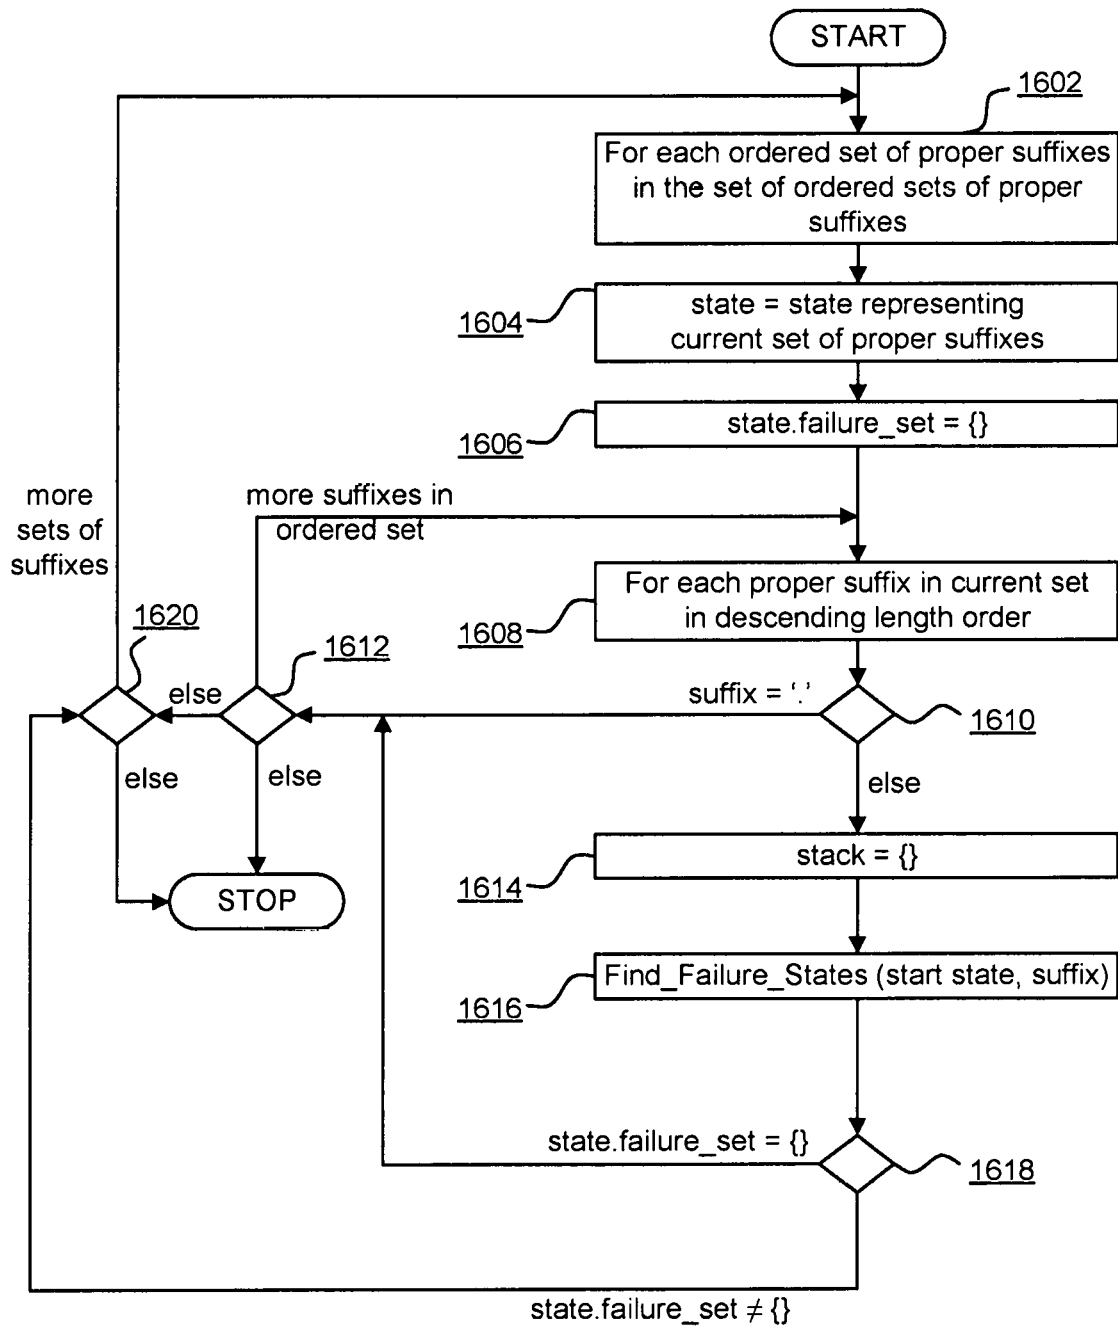 START
1602
For each ordered set of proper suffixes
in the set of ordered sets of proper
suffixes
1604
state = state representing
current set of proper suffixes
1606
state.failure_set = {}
more
sets of
suffixes
more suffixes in
ordered set
1608
For each proper suffix in current set
in descending length order
1620
1612
else
suffix = '.'
1610
else
else
else
1614
stack = {}
STOP
1616
Find_Failure_States (start state, suffix)
state.failure_set = {}
1618
state.failure_set ≠ {}